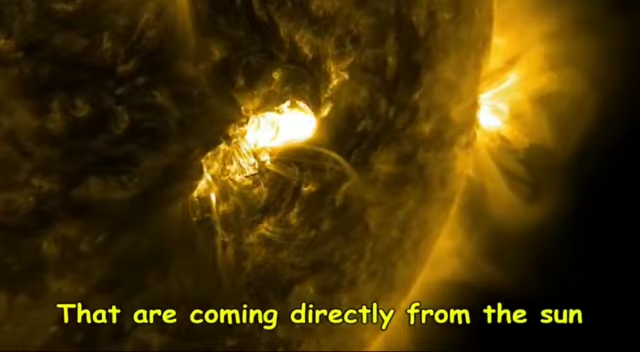 That are coming directly from the sun